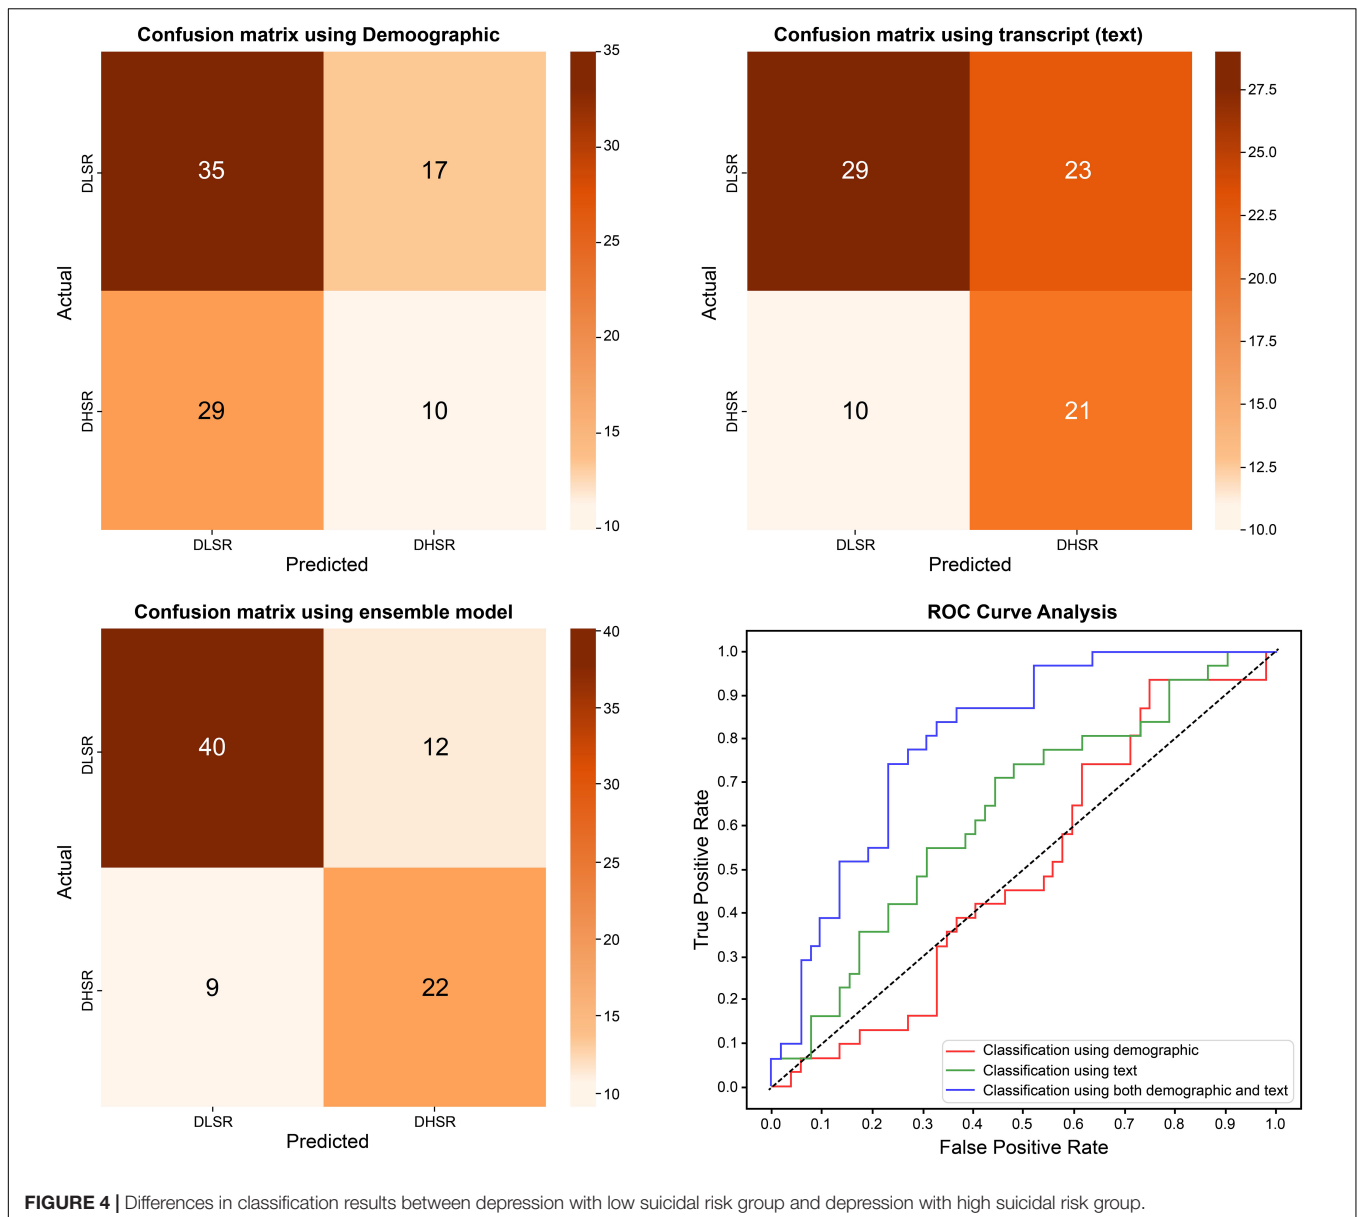 Confusion matrix using Demoographic
35
17
29
10
DLSR
DHSR
Actual
DLSR
DHSR
Predicted
35
30
25
20
15
10
Confusion matrix using transcript (text)
29
23
10
21
DLSR
DHSR
Actual
DLSR
DHSR
Predicted
27.5
25.0
22.5
20.0
17.5
15.0
12.5
10.0
Confusion matrix using ensemble model
40
12
9
22
DLSR
DHSR
Actual
DLSR
DHSR
Predicted
40
35
30
25
20
15
10
ROC Curve Analysis
1.0
0.9
0.8
0.7
0.6
0.5
0.4
0.3
0.2
0.1
0.0
True Positive Rate
Classification using demographic
Classification using text
Classification using both demographic and text
0.0 0.1 0.2 0.3 0.4 0.5 0.6 0.7 0.8 0.9 1.0
False Positive Rate
FIGURE 4 | Differences in classification results between depression with low suicidal risk group and depression with high suicidal risk group.